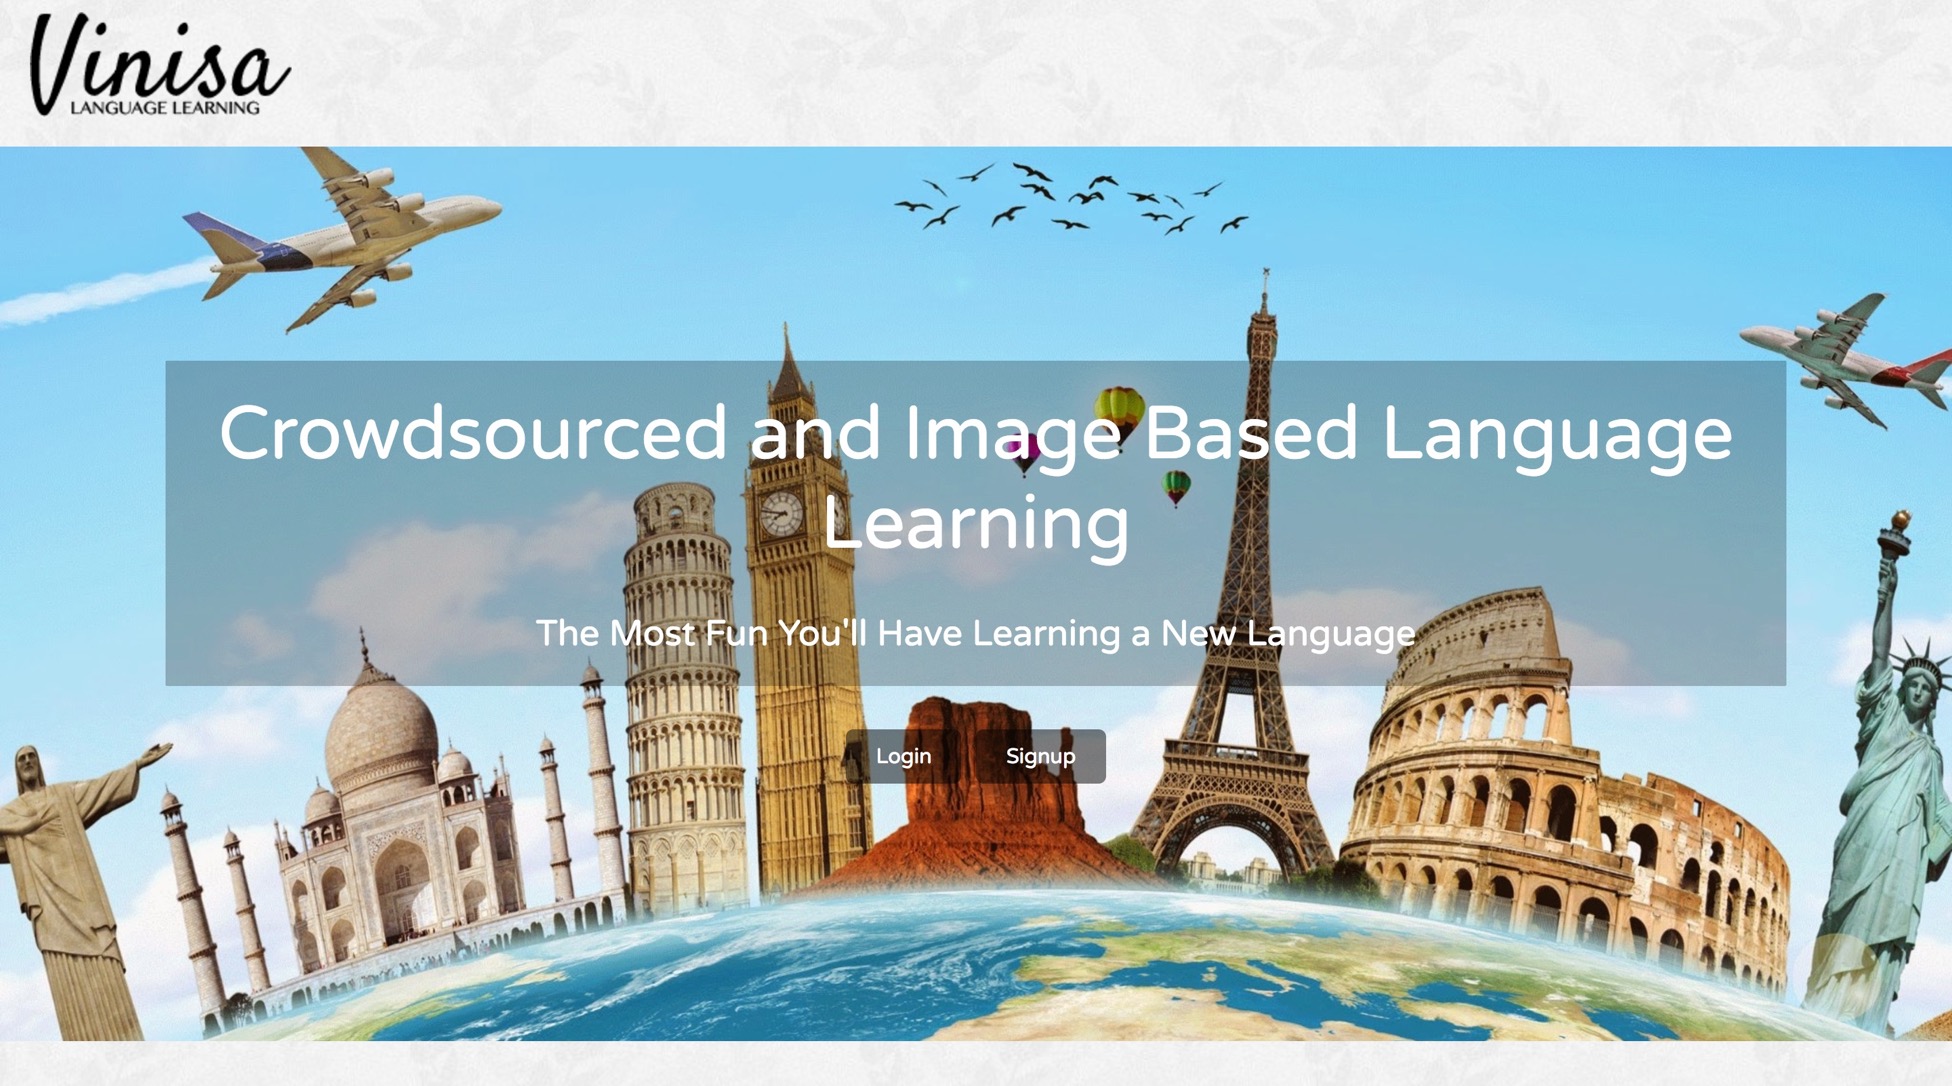 Vinisa
LANGUAGE LEARNING
Crowdsourced and Image Based Language
Learning
The Most Fun You'll Have Learning a New Language
Login
Signup